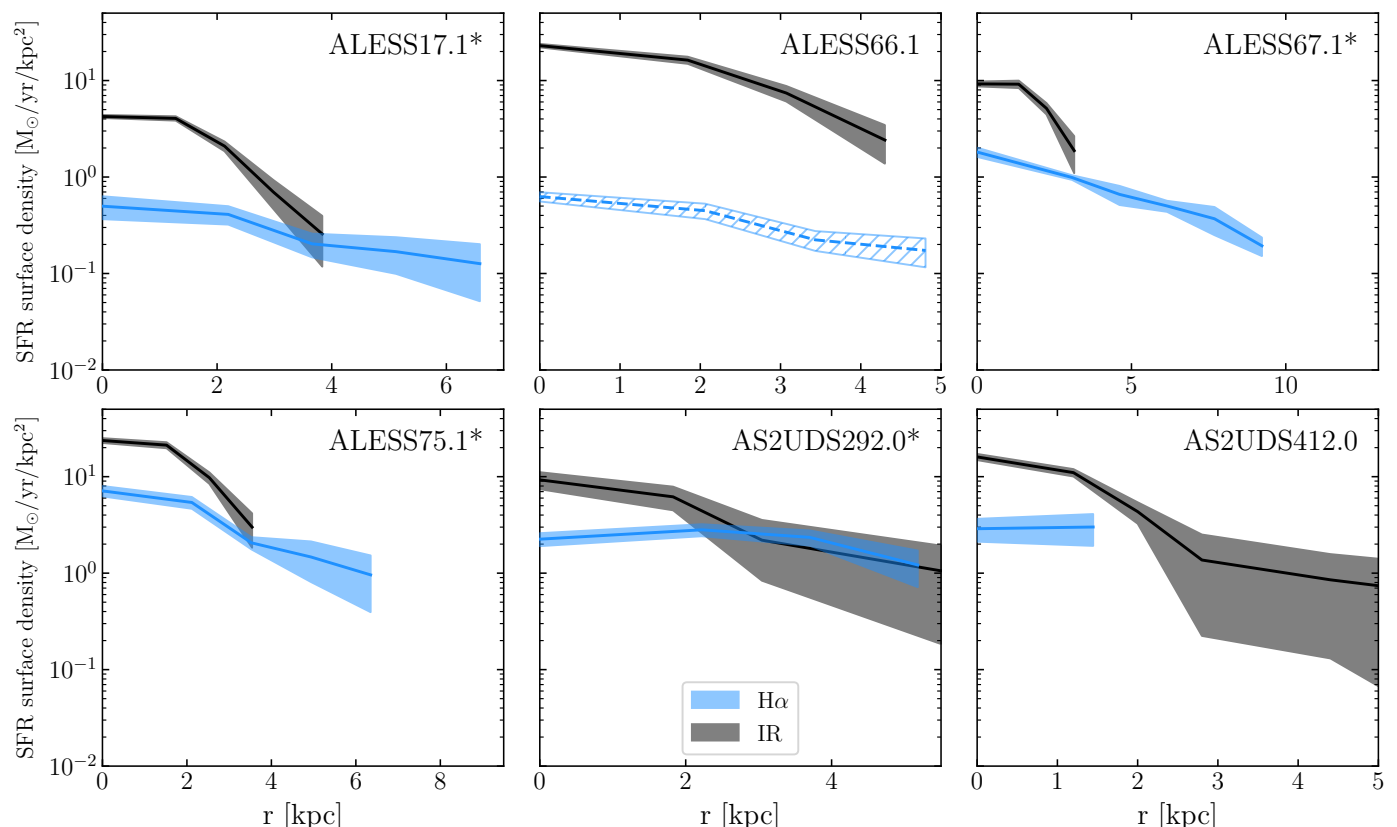 SFR surface density [M⊙/yr/kpc²]
10¹
10⁰
10⁻¹
10⁻²
ALESS17.1*
0 2 4 6
ALESS66.1
0 1 2 3 4 5
ALESS67.1*
0 5 10
SFR surface density [M⊙/yr/kpc²]
10¹
10⁰
10⁻¹
10⁻²
ALESS75.1*
0 2 4 6 8
r [kpc]
AS2UDS292.0*
Hα
IR
0 2 4
r [kpc]
AS2UDS412.0
0 1 2 3 4 5
r [kpc]